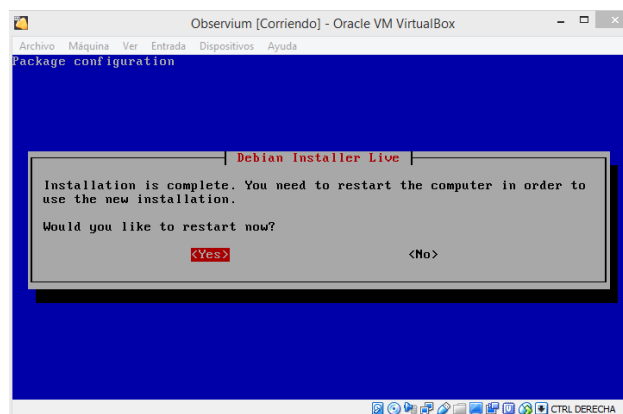 Observium [Corriendo] - Oracle VM VirtualBox
Archivo Máquina Ver Entrada Dispositivos Ayuda
Package configuration
Debian Installer Live
Installation is complete. You need to restart the computer in order to
use the new installation.
Would you like to restart now?
<Yes> <No>
CTRL DERECHA